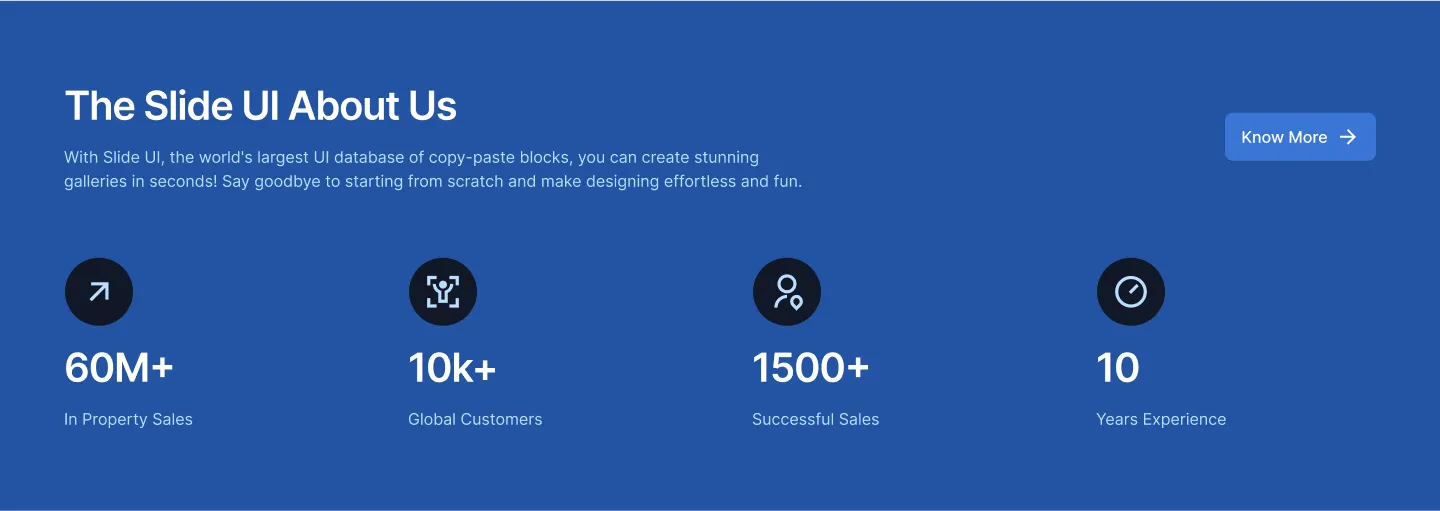 The Slide UI About Us
With Slide UI, the world's largest UI database of copy-paste blocks, you can create stunning
galleries in seconds! Say goodbye to starting from scratch and make designing effortless and fun.
Know More
60M+
In Property Sales
10k+
Global Customers
1500+
Successful Sales
10
Years Experience